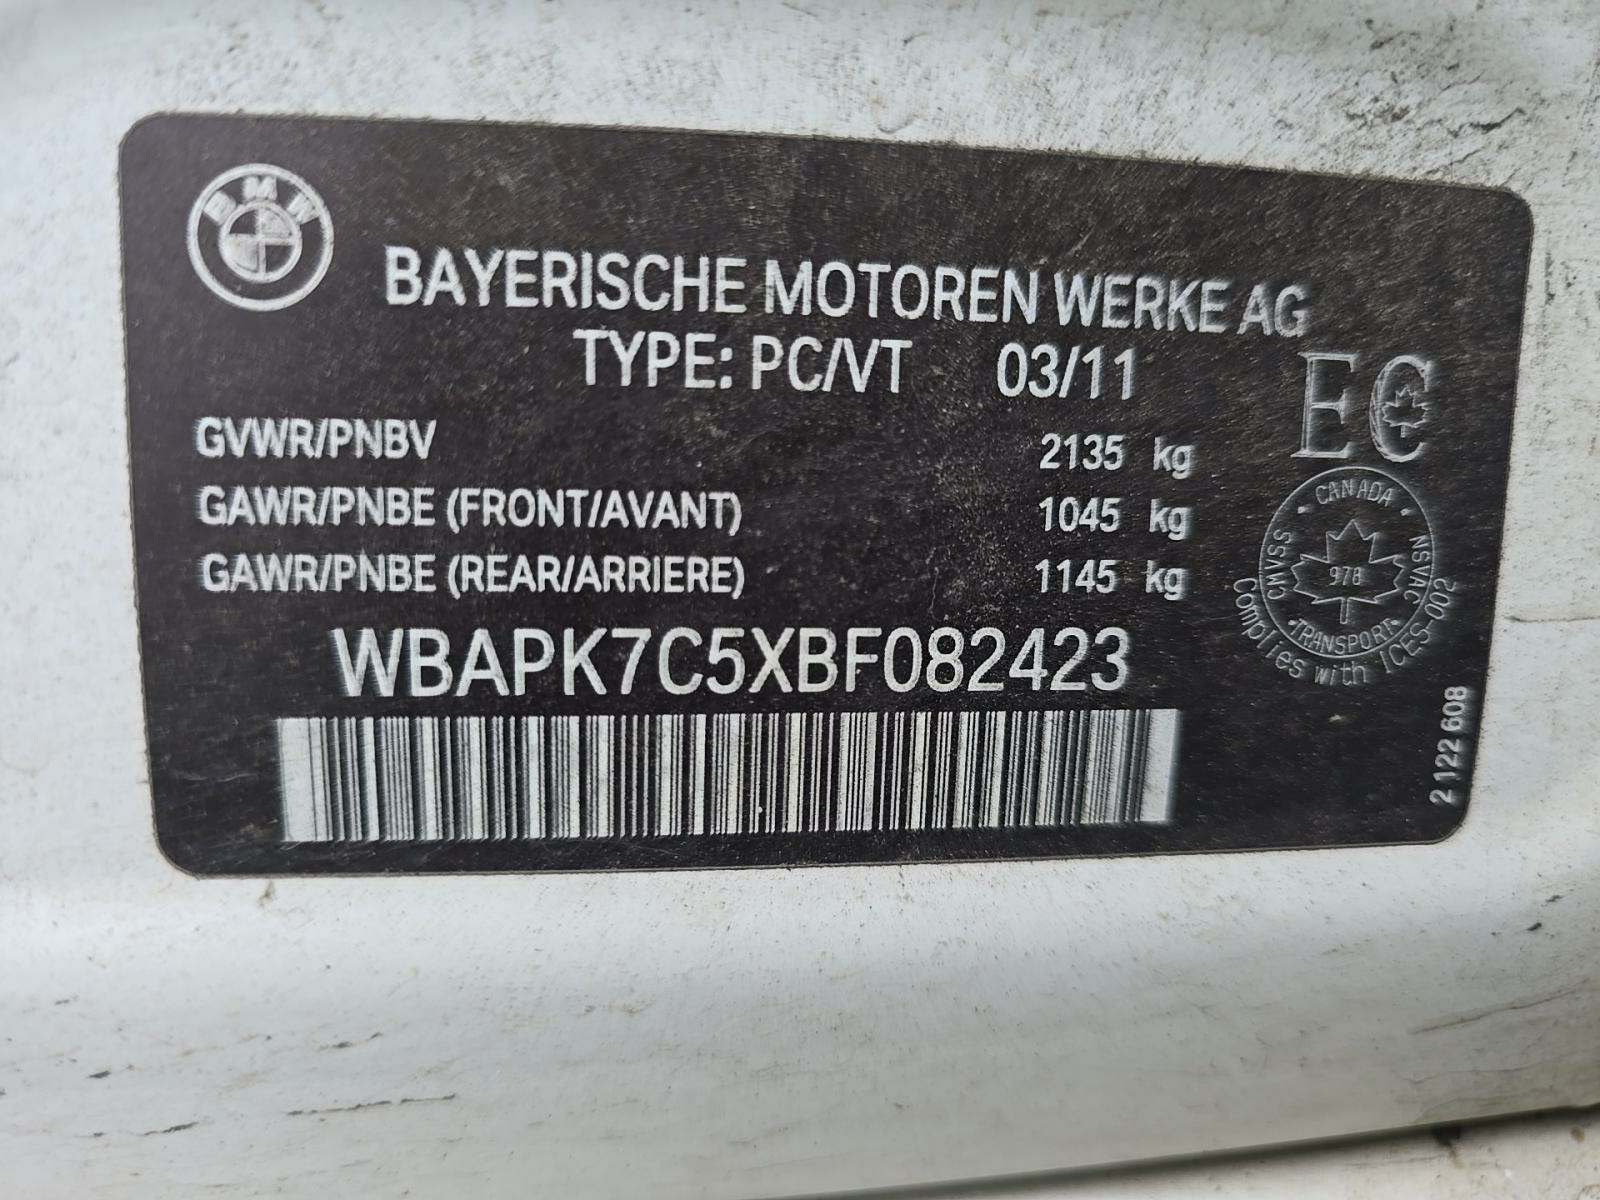 BMW
BAYERISCHE MOTOREN WERKE AG
TYPE: PC/VT 03/11
GVWR/PNBV 2135 kg
GAWR/PNBE (FRONT/AVANT) 1045 kg
GAWR/PNBE (REAR/ARRIERE) 1145 kg
WBAPK7C5XBF082423
EC
CANADA
CMVSS
NSVAC
978
TRANSPORT
Complies with ICES-002
2 122 608